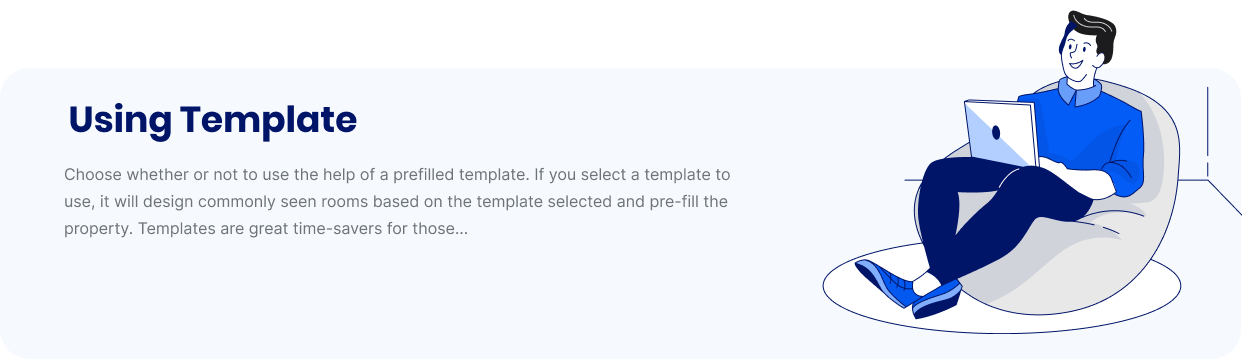 Using Template
Choose whether or not to use the help of a prefilled template. If you select a template to
use, it will design commonly seen rooms based on the template selected and pre-fill the
property. Templates are great time-savers for those...